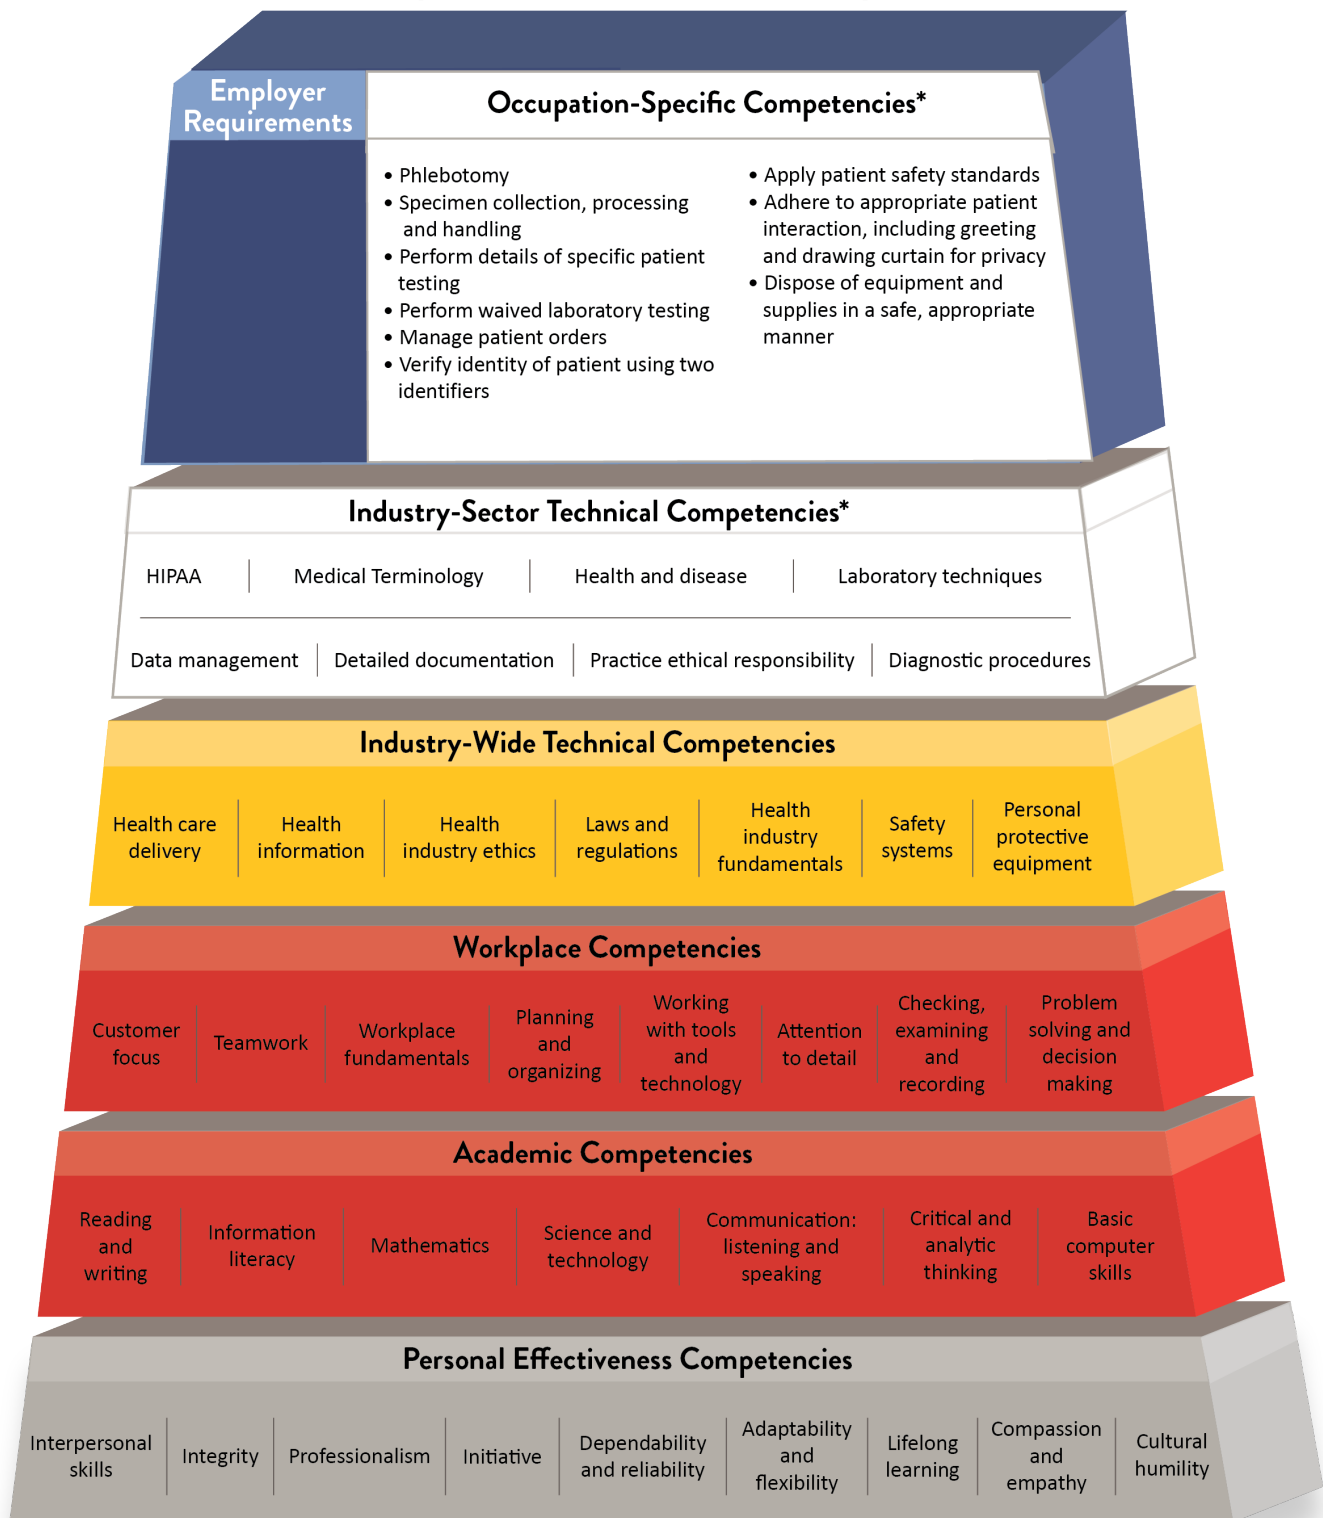 Employer
Requirements
Occupation-Specific Competencies*
• Phlebotomy
• Specimen collection, processing
and handling
• Perform details of specific patient
testing
• Perform waived laboratory testing
• Manage patient orders
• Verify identity of patient using two
identifiers
• Apply patient safety standards
• Adhere to appropriate patient
interaction, including greeting
and drawing curtain for privacy
• Dispose of equipment and
supplies in a safe, appropriate
manner
Industry-Sector Technical Competencies*
HIPAA
Medical Terminology
Health and disease
Laboratory techniques
Data management
Detailed documentation
Practice ethical responsibility
Diagnostic procedures
Industry-Wide Technical Competencies
Health care
delivery
Health
information
Health
industry ethics
Laws and
regulations
Health
industry
fundamentals
Safety
systems
Personal
protective
equipment
Workplace Competencies
Customer
focus
Teamwork
Workplace
fundamentals
Planning
and
organizing
Working
with tools
and
technology
Attention
to detail
Checking,
examining
and
recording
Problem
solving and
decision
making
Academic Competencies
Reading
and
writing
Information
literacy
Mathematics
Science and
technology
Communication:
listening and
speaking
Critical and
analytic
thinking
Basic
computer
skills
Personal Effectiveness Competencies
Interpersonal
skills
Integrity
Professionalism
Initiative
Dependability
and reliability
Adaptability
and
flexibility
Lifelong
learning
Compassion
and
empathy
Cultural
humility